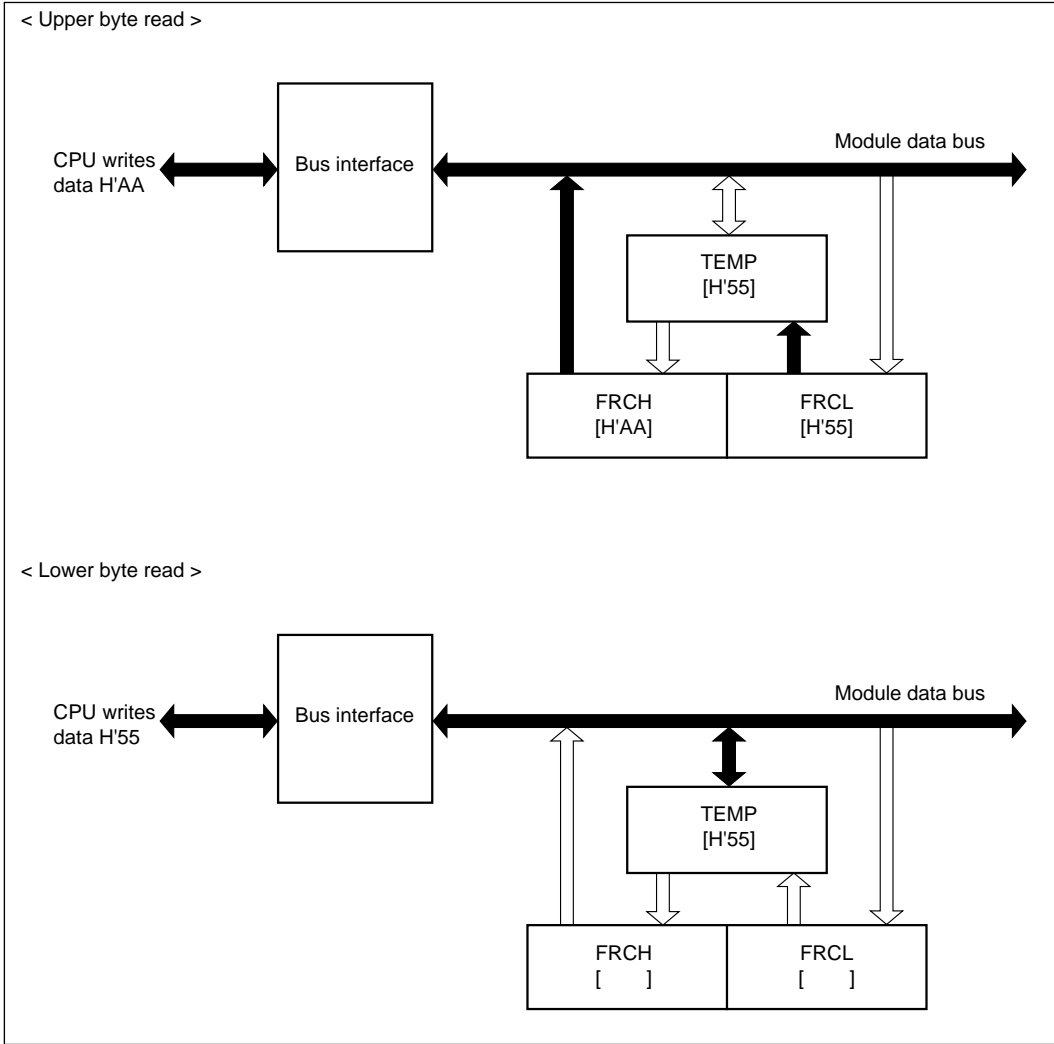 < Upper byte read >
Module data bus
CPU writes
data H'AA
Bus interface
TEMP
[H'55]
FRCH
[H'AA]
FRCL
[H'55]
< Lower byte read >
Module data bus
CPU writes
data H'55
Bus interface
TEMP
[H'55]
FRCH
[ ]
FRCL
[ ]